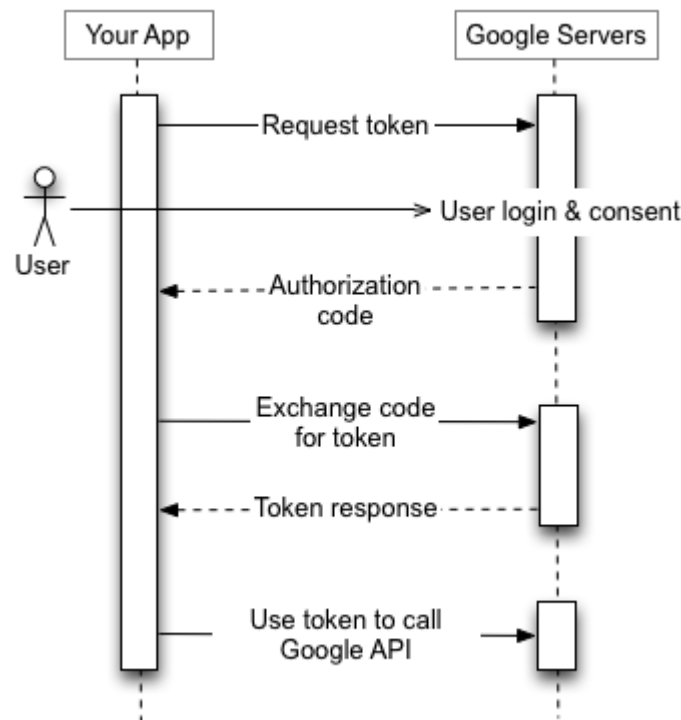 Your App
Google Servers
Request token
User login & consent
User
Authorization
code
Exchange code
for token
Token response
Use token to call
Google API